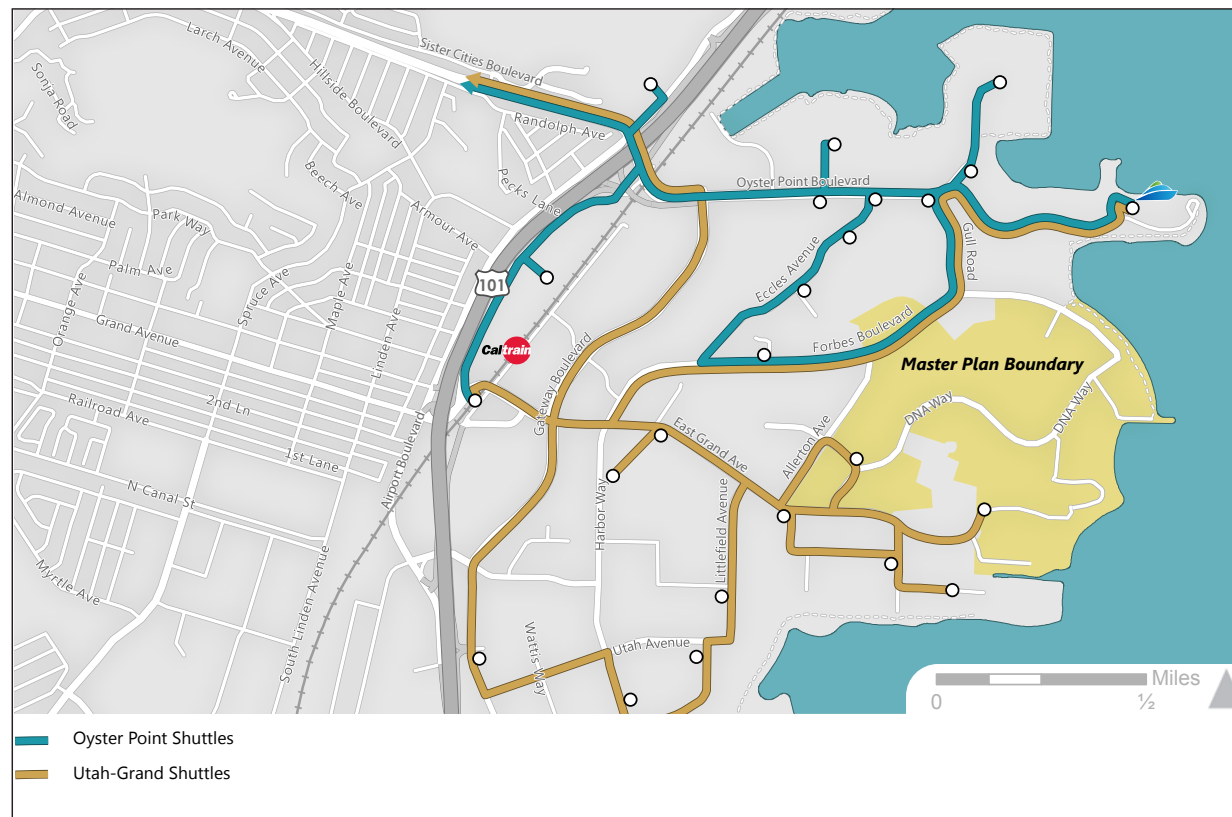 Larch Avenue
Sister Cities Boulevard
Sonja Road
Hillside Boulevard
Randolph Ave
Beech Ave
Pecks Lane
Oyster Point Boulevard
Almond Avenue
Park Way
Armour Ave
Gull Road
Palm Ave
Spruce Ave
Maple Ave
Eccles Avenue
101
Orange Ave
Grand Avenue
Linden Ave
Forbes Boulevard
Caltrain
Master Plan Boundary
Gateway Boulevard
2nd Ln
Railroad Ave
DNA Way
DNA Way
1st Lane
Airport Boulevard
East Grand Ave
Allerton Ave
N Canal St
Harbor Way
Littlefield Avenue
Myrtle Ave
South Linden Avenue
Wattis Way
Utah Avenue
Miles
0 ½
Oyster Point Shuttles
Utah-Grand Shuttles